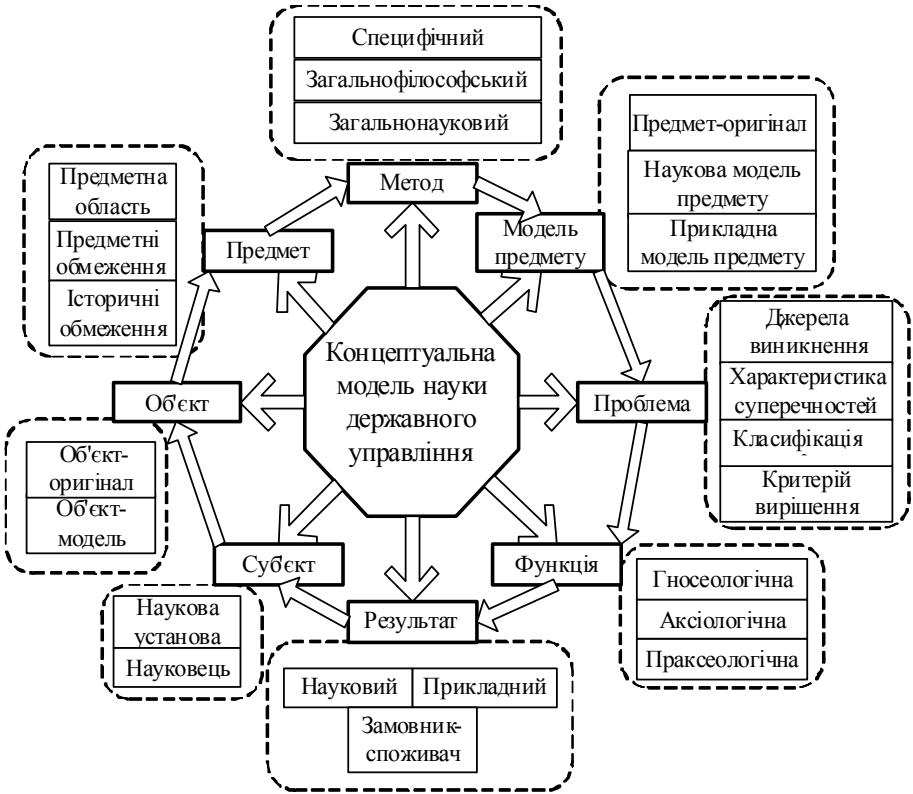 Специфічний
Загальнофілософський
Загальнонауковий
Метод
Предмет-оригінал
Наукова модель
предмету
Прикладна
модель предмету
Модель
предмету
Предметна
область
Предметні
обмеження
Історичні
обмеження
Предмет
Концептуальна
модель науки
державного
управління
Джерела
виникнення
Характеристика
суперечностей
Класифікація
Критерій
вирішення
Проблема
Об'єкт
Об'єкт-
оригінал
Об'єкт-
модель
Суб'єкт
Наукова
установа
Науковець
Функція
Гносеологічна
Аксіологічна
Праксеологічна
Результат
Науковий
Прикладний
Замовник-
споживач